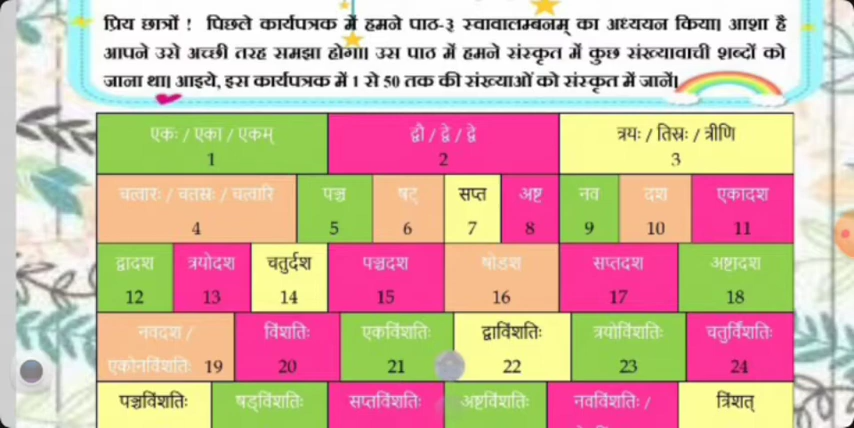 प्रिय छात्रों ! पिछले कार्यपत्रक में हमने पाठ-३ स्वावालम्बनम् का अध्ययन किया। आशा है
आपने उसे अच्छी तरह समझा होगा। उस पाठ में हमने संस्कृत में कुछ संख्यावाची शब्दों को
जाना था। आइये, इस कार्यपत्रक में 1 से 50 तक की संख्याओं को संस्कृत में जानें।
एकः / एका / एकम् द्वौ / द्वे / द्वे त्रयः / तिस्रः / त्रीणि
1 2 3
चत्वारः / चतस्रः / चत्वारि पञ्च षट् सप्त अष्ट नव दश एकादश
4 5 6 7 8 9 10 11
द्वादश त्रयोदश चतुर्दश पञ्चदश षोडश सप्तदश अष्टादश
12 13 14 15 16 17 18
नवदश / विंशतिः एकविंशतिः द्वाविंशतिः त्रयोविंशतिः चतुर्विंशतिः
एकोनविंशतिः 19 20 21 22 23 24
पञ्चविंशतिः षड्विंशतिः सप्तविंशतिः अष्टविंशतिः नवविंशतिः / त्रिंशत्